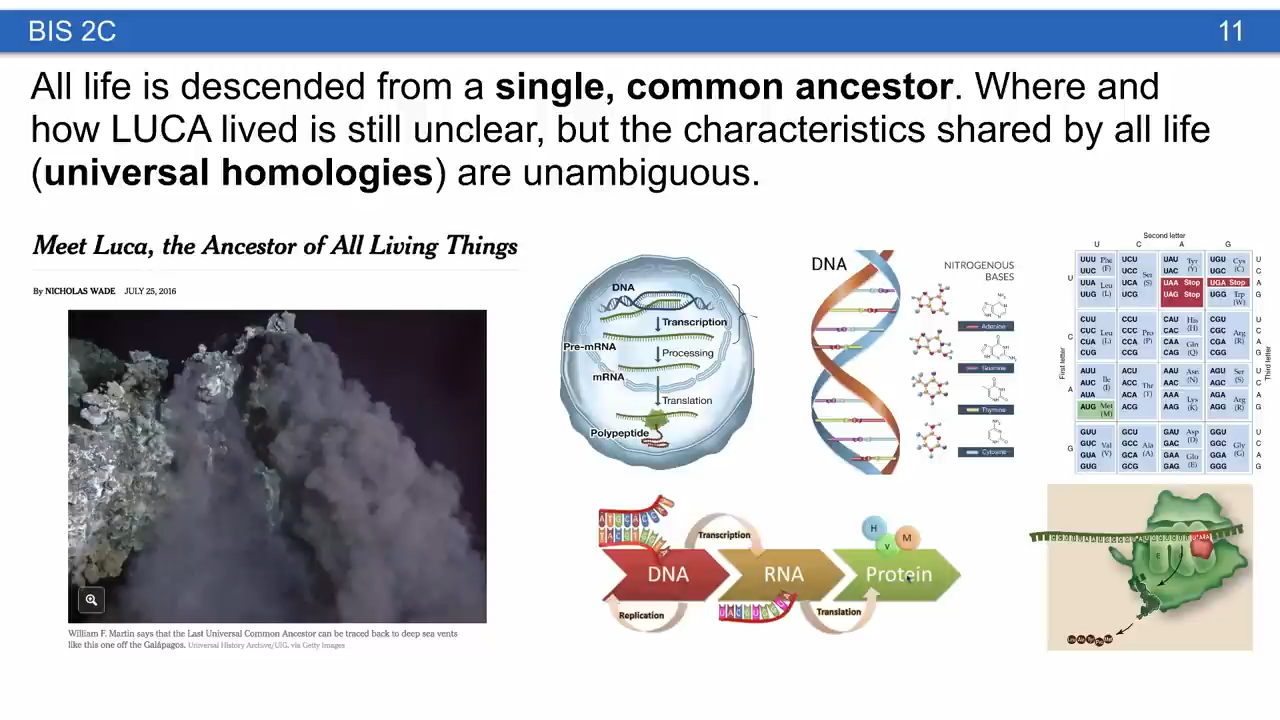 BIS 2C
11
All life is descended from a single, common ancestor. Where and
how LUCA lived is still unclear, but the characteristics shared by all life
(universal homologies) are unambiguous.
Meet Luca, the Ancestor of All Living Things
By NICHOLAS WADE JULY 25, 2016
William F. Martin says that the Last Universal Common Ancestor can be traced back to deep sea vents
like this one off the Galápagos. Universal History Archive/UIG, via Getty Images
DNA
Transcription
Pre-mRNA
Processing
mRNA
Translation
Polypeptide
DNA
NITROGENOUS
BASES
Adenine
Guanine
Thymine
Cytosine
Second letter
U C A G
First letter
Third letter
U
UUU Phe UCU UAU Tyr UGU Cys U
UUC (F) UCC Ser UAC (Y) UGC (C) C
UUA Leu UCA (S) UAA Stop UGA Stop A
UUG (L) UCG UAG Stop UGG Trp G
(W)
C
CUU CCU CAU His CGU U
CUC Leu CCC Pro CAC (H) CGC Arg C
CUA (L) CCA (P) CAA Gln CGA (R) A
CUG CCG CAG (Q) CGG G
A
AUU ACU AAU Asn AGU Ser U
AUC Ile ACC Thr AAC (N) AGC (S) C
AUA (I) ACA (T) AAA Lys AGA Arg A
AUG Met ACG AAG (K) AGG (R) G
(M)
G
GUU GCU GAU Asp GGU U
GUC Val GCC Ala GAC (D) GGC Gly C
GUA (V) GCA (A) GAA Glu GGA (G) A
GUG GCG GAG (E) GGG G
Transcription
H
V
M
DNA
RNA
Protein
Replication
Translation
E